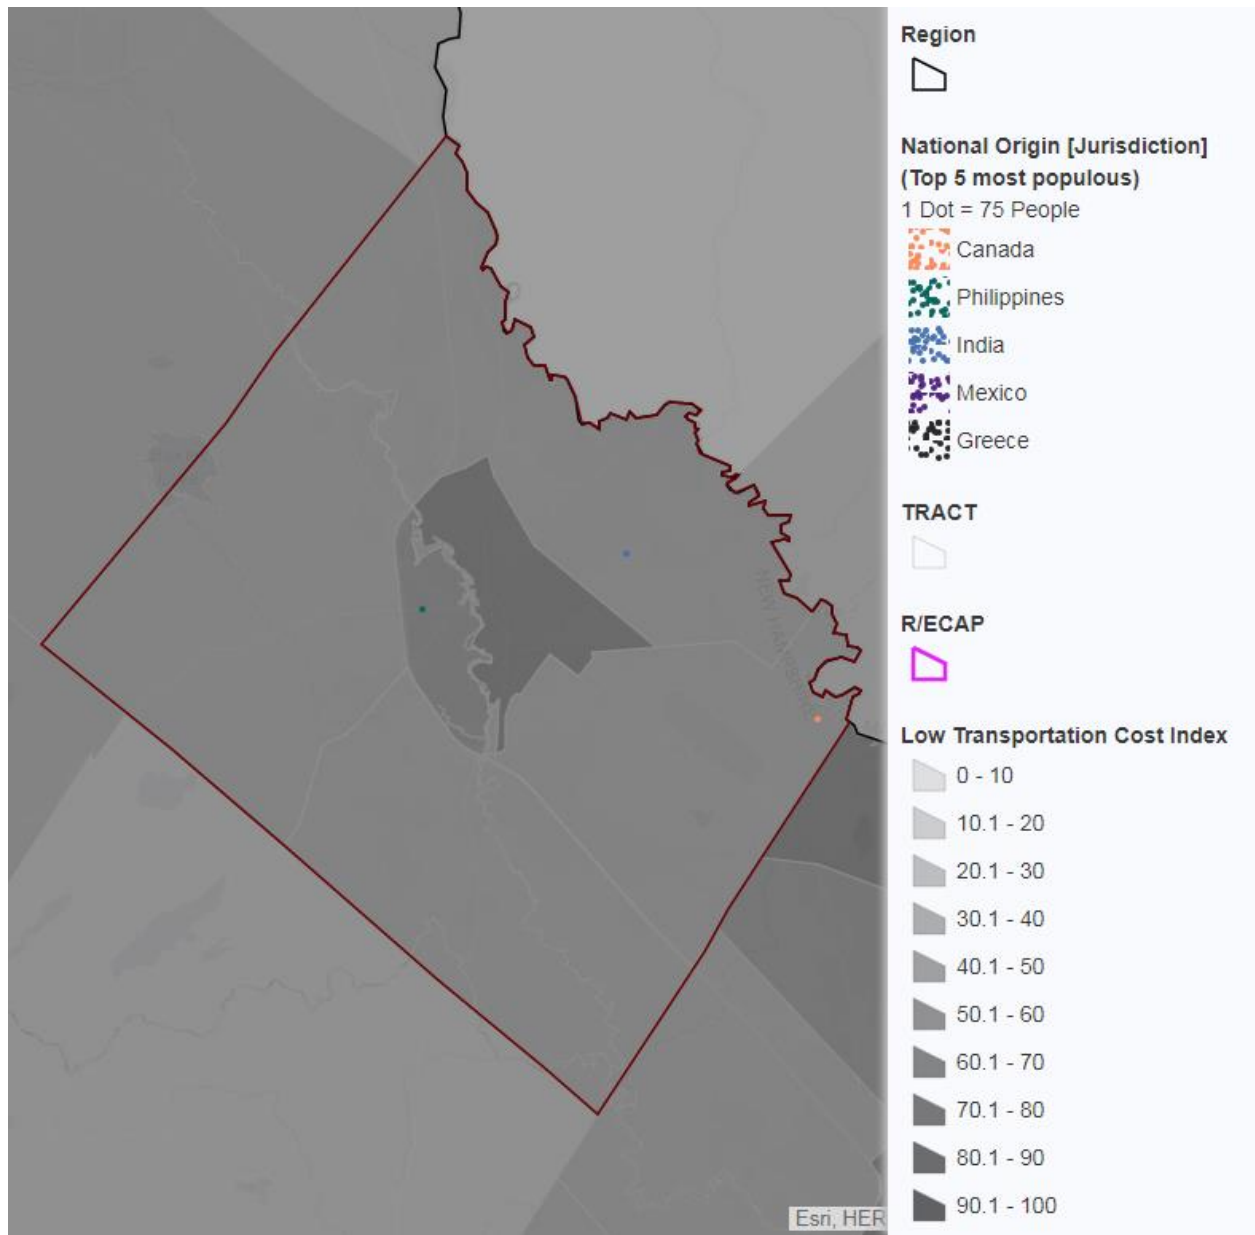 Region
National Origin [Jurisdiction]
(Top 5 most populous)
1 Dot = 75 People
Canada
Philippines
India
Mexico
Greece
TRACT
R/ECAP
Low Transportation Cost Index
0 - 10
10.1 - 20
20.1 - 30
30.1 - 40
40.1 - 50
50.1 - 60
60.1 - 70
70.1 - 80
80.1 - 90
90.1 - 100
Esri, HER